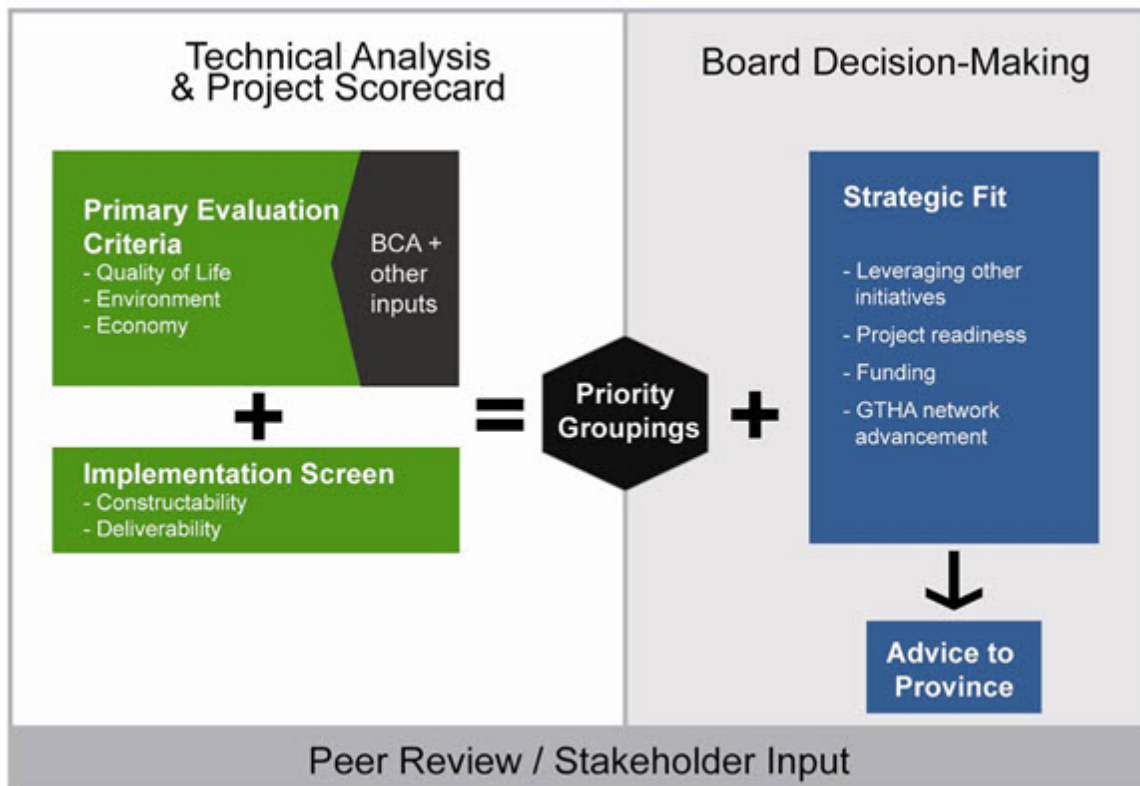 Technical Analysis
& Project Scorecard
Primary Evaluation
Criteria
- Quality of Life
- Environment
- Economy
BCA +
other
inputs
+
Implementation Screen
- Constructability
- Deliverability
=
Priority
Groupings
+
Board Decision-Making
Strategic Fit
- Leveraging other
initiatives
- Project readiness
- Funding
- GTHA network
advancement
Advice to
Province
Peer Review / Stakeholder Input